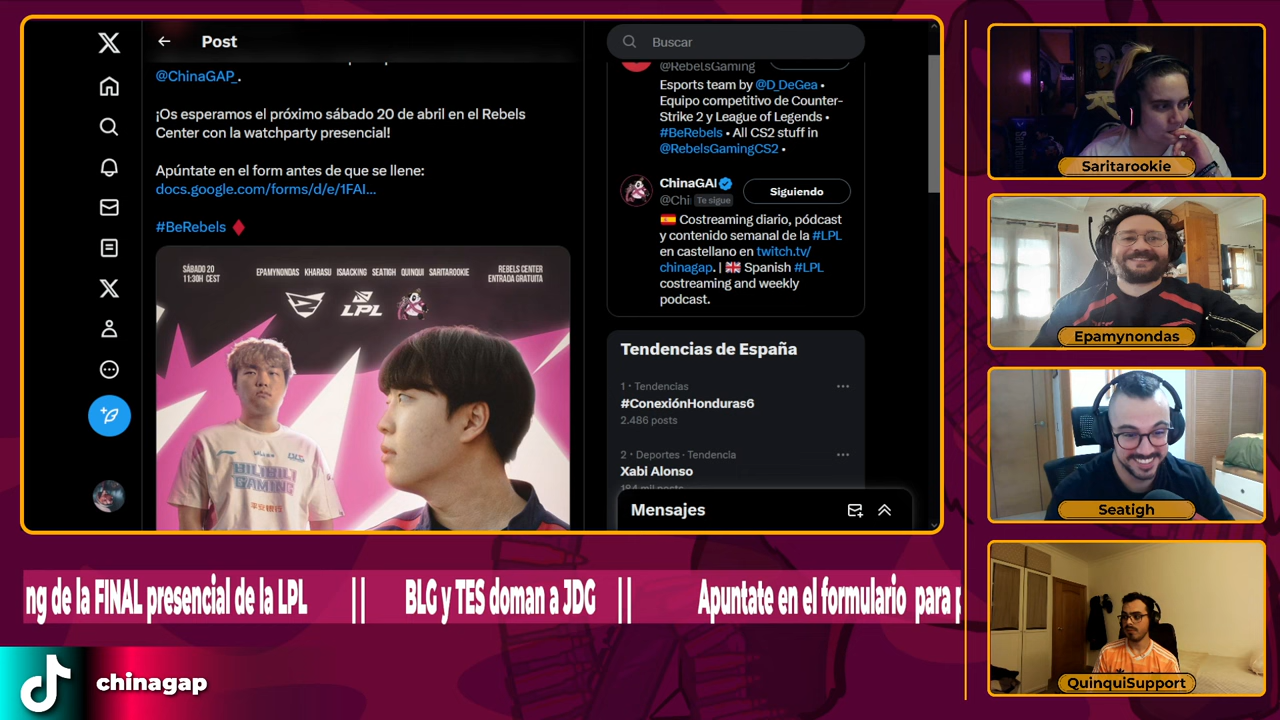 Post
@ChinaGAP_.
¡Os esperamos el próximo sábado 20 de abril en el Rebels
Center con la watchparty presencial!
Apúntate en el form antes de que se llene:
docs.google.com/forms/d/e/1FAI...
#BeRebels
SÁBADO 20
11:30H CEST
EPAMYNONDAS KHARASU ISAACKING SEATIGH QUINQUI SARITAROOKIE
REBELS CENTER
ENTRADA GRATUITA
LPL
BILIBILI
GAMING
Buscar
@RebelsGaming
Esports team by @D_DeGea •
Equipo competitivo de Counter-
Strike 2 y League of Legends •
#BeRebels • All CS2 stuff in
@RebelsGamingCS2 •
ChinaGAI
@Chi Te sigue
Siguiendo
Costreaming diario, pódcast
y contenido semanal de la #LPL
en castellano en twitch.tv/
chinagap. | Spanish #LPL
costreaming and weekly
podcast.
Tendencias de España
1 · Tendencias
#ConexiónHonduras6
2.486 posts
2 · Deportes · Tendencia
Xabi Alonso
184 mil posts
Mensajes
Saritarookie
Epamynondas
Seatigh
QuinquiSupport
ng de la FINAL presencial de la LPL || BLG y TES doman a JDG || Apuntate en el formulario para p
chinagap